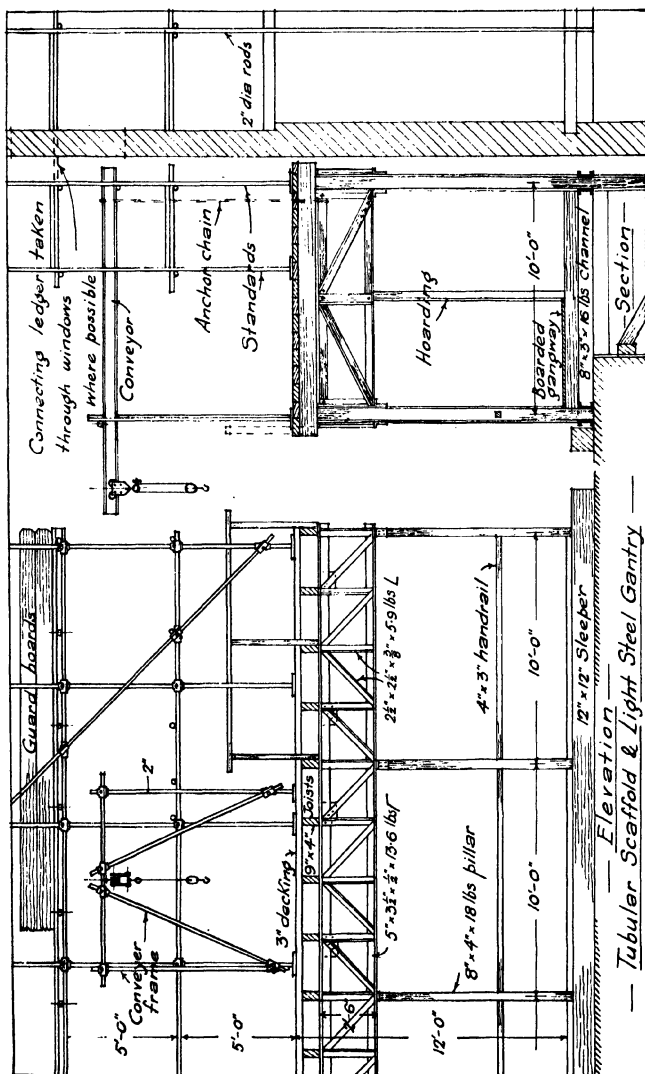 Guard boards
Conveyer
frame
5'-0"
5'-0"
2"
3" decking
9" x 4" Joists
2½" x 2½" x ⅜" x 5·9 lbs L
5" x 3½" x ½" x 13·6 lbs
8" x 4" x 18 lbs pillar
4" x 3" handrail
12'-0"
10'-0"
10'-0"
12" x 12" Sleeper
Connecting ledger taken
through windows
where possible
Conveyor
Anchor chain
Standards
2" dia rods
Hoarding
10'-0"
Boarded
gangway
8" x 3" x 16 lbs channel
— Section —
— Elevation —
— Tubular Scaffold & Light Steel Gantry —